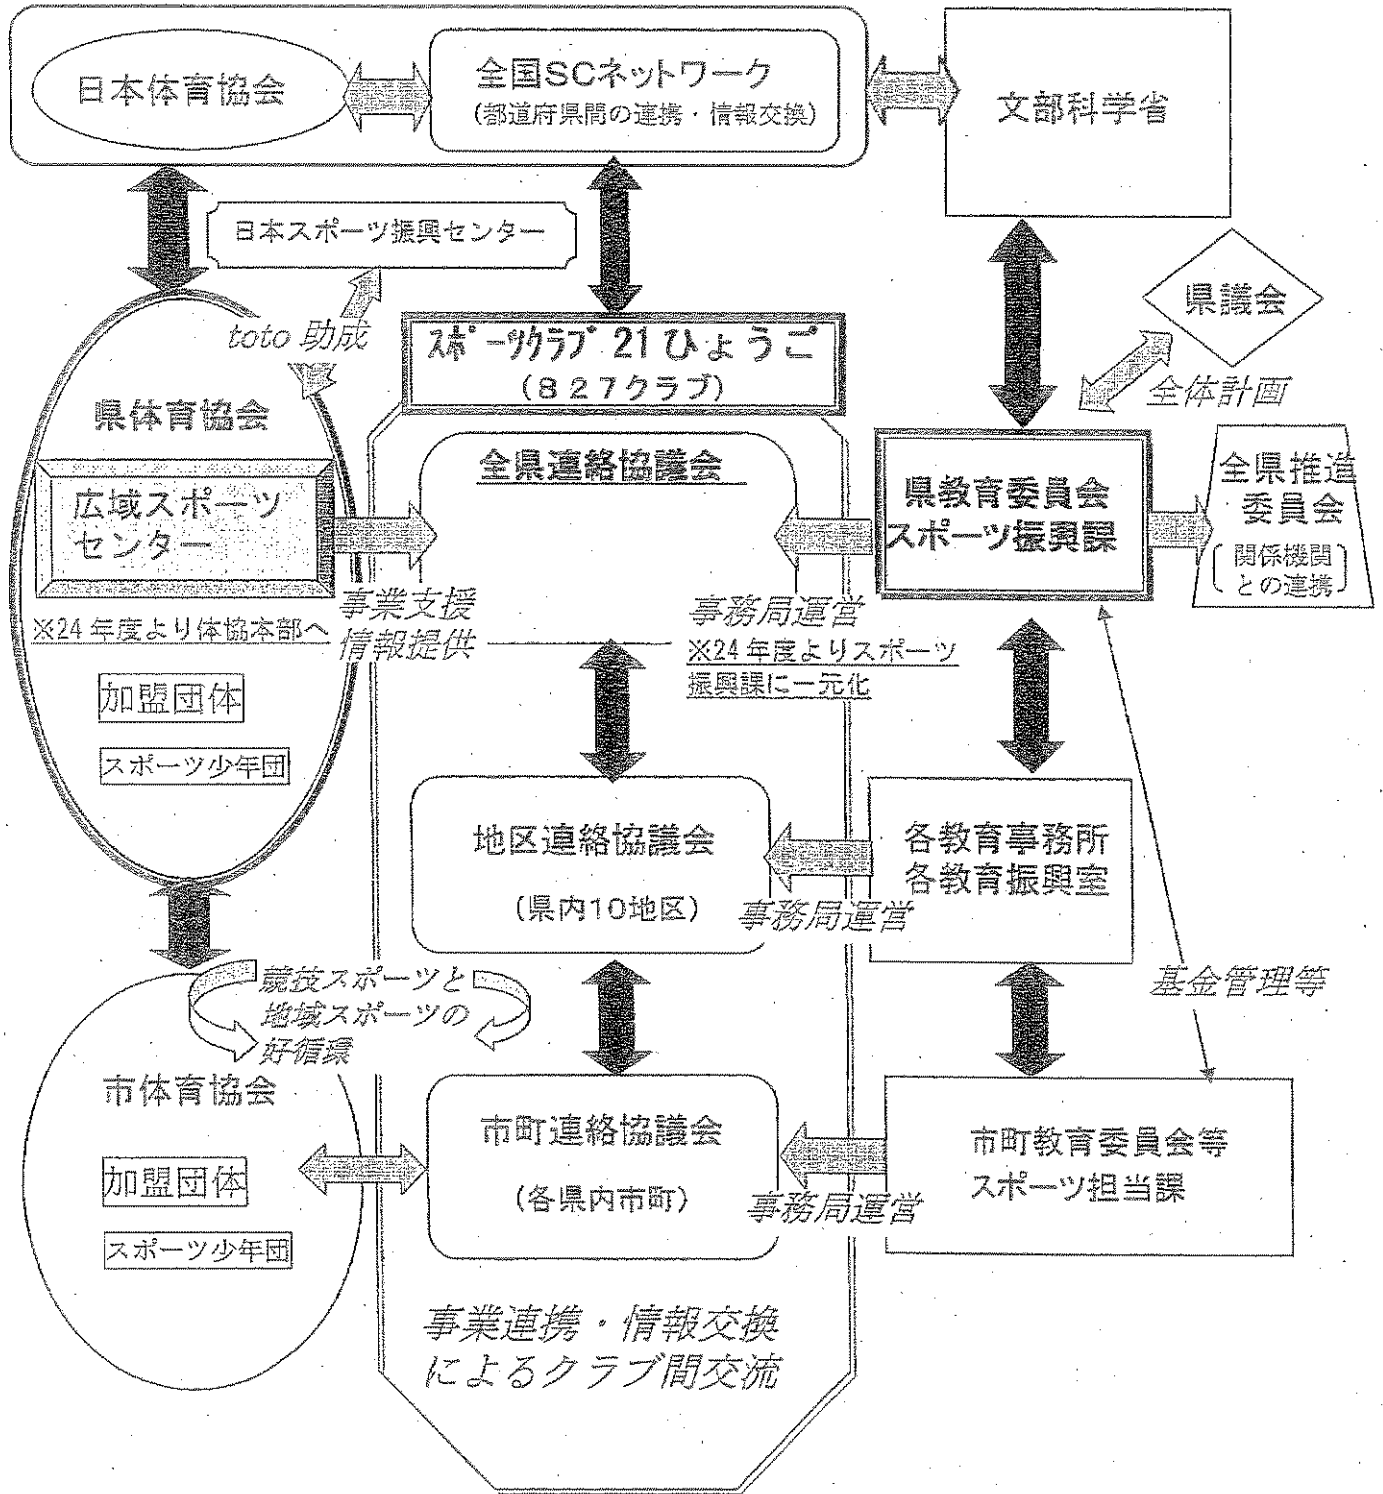 日本体育協会
全国SCネットワーク
(都道府県間の連携・情報交換)
文部科学省
日本スポーツ振興センター
toto 助成
県議会
全体計画
スポーツクラブ 21 ひょうご
(827クラブ)
県体育協会
広域スポーツ
センター
※24 年度より体協本部へ
加盟団体
スポーツ少年団
事業支援
情報提供
全県連絡協議会
事務局運営
※24 年度よりスポーツ
振興課に一元化
県教育委員会
スポーツ振興課
全県推進
委員会
関係機関
との連携
地区連絡協議会
(県内10地区)
事務局運営
各教育事務所
各教育振興室
基金管理等
競技スポーツと
地域スポーツの
好循環
市体育協会
加盟団体
スポーツ少年団
市町連絡協議会
(各県内市町)
事務局運営
市町教育委員会等
スポーツ担当課
事業連携・情報交換
によるクラブ間交流